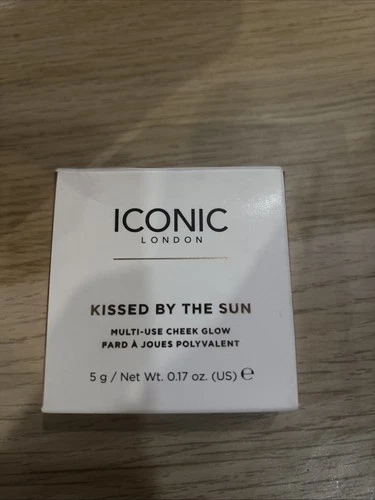 ICONIC
LONDON
KISSED BY THE SUN
MULTI-USE CHEEK GLOW
FARD À JOUES POLYVALENT
5 g / Net Wt. 0.17 oz. (US) ℮